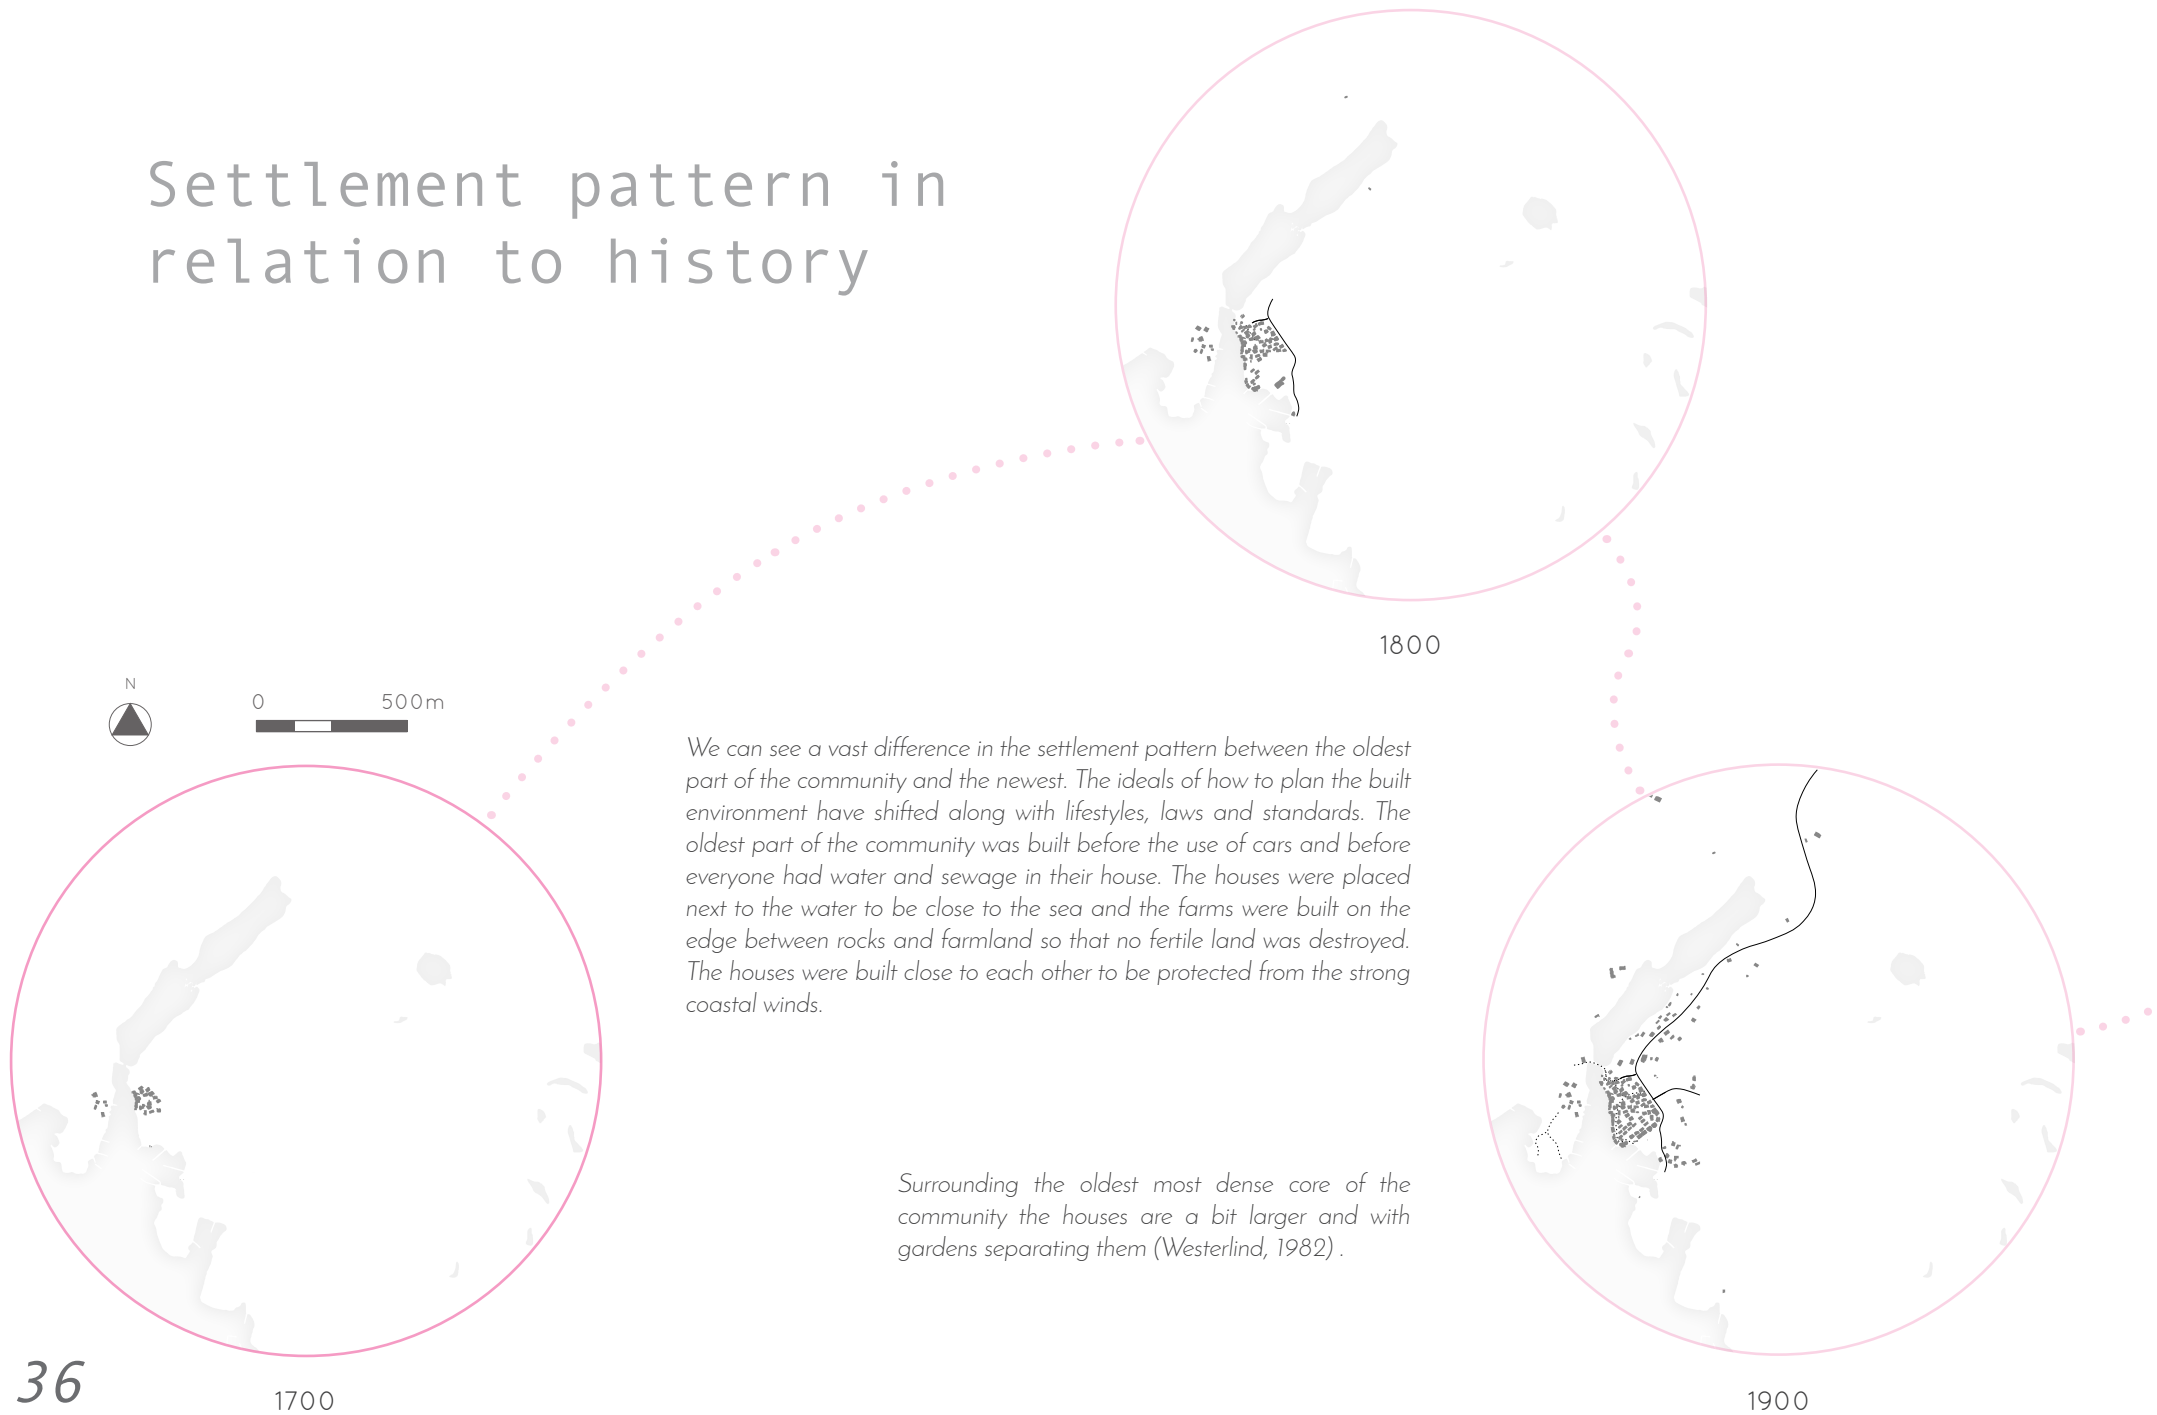 Settlement pattern in
relation to history
1800
N
0 500m
We can see a vast difference in the settlement pattern between the oldest
part of the community and the newest. The ideals of how to plan the built
environment have shifted along with lifestyles, laws and standards. The
oldest part of the community was built before the use of cars and before
everyone had water and sewage in their house. The houses were placed
next to the water to be close to the sea and the farms were built on the
edge between rocks and farmland so that no fertile land was destroyed.
The houses were built close to each other to be protected from the strong
coastal winds.
Surrounding the oldest most dense core of the
community the houses are a bit larger and with
gardens separating them (Westerlind, 1982) .
36
1700
1900